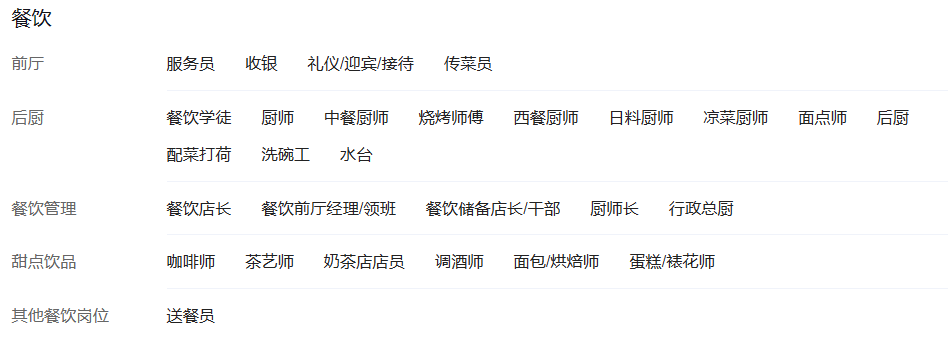 餐饮
前厅 服务员 收银 礼仪/迎宾/接待 传菜员
后厨 餐饮学徒 厨师 中餐厨师 烧烤师傅 西餐厨师 日料厨师 凉菜厨师 面点师 后厨
配菜打荷 洗碗工 水台
餐饮管理 餐饮店长 餐饮前厅经理/领班 餐饮储备店长/干部 厨师长 行政总厨
甜点饮品 咖啡师 茶艺师 奶茶店店员 调酒师 面包/烘焙师 蛋糕/裱花师
其他餐饮岗位 送餐员